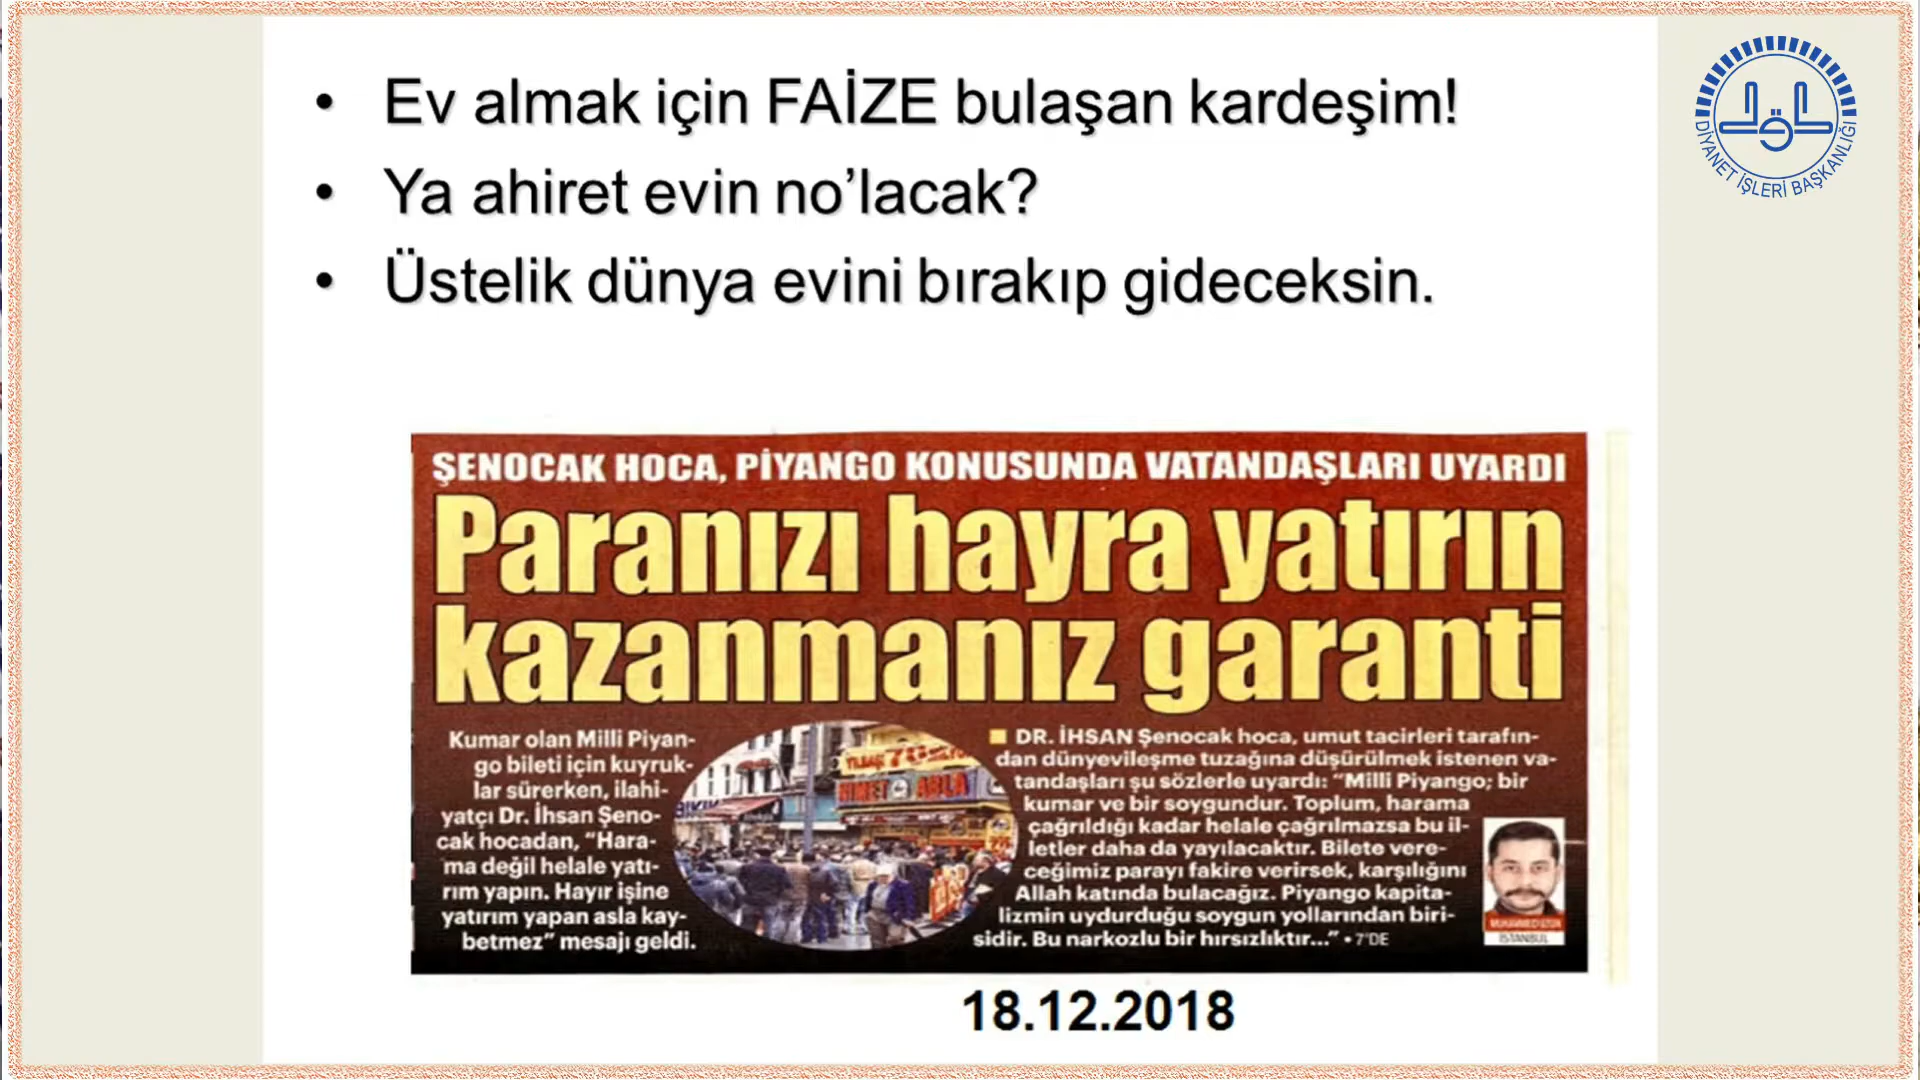 • Ev almak için FAİZE bulaşan kardeşim!
• Ya ahiret evin no’lacak?
• Üstelik dünya evini bırakıp gideceksin.
DİYANET İŞLERİ BAŞKANLIĞI
ŞENOCAK HOCA, PİYANGO KONUSUNDA VATANDAŞLARI UYARDI
Paranızı hayra yatırın
kazanmanız garanti
Kumar olan Milli Piyan-
go bileti için kuyruk-
lar sürerken, ilahi-
yatçı Dr. İhsan Şeno-
cak hocadan, “Hara-
ma değil helale yatı-
rım yapın. Hayır işine
yatırım yapan asla kay-
betmez” mesajı geldi.
DR. İHSAN Şenocak hoca, umut tacirleri tarafın-
dan dünyevileşme tuzağına düşürülmek istenen va-
tandaşları şu sözlerle uyardı: “Milli Piyango; bir
kumar ve bir soygundur. Toplum, harama
çağrıldığı kadar helale çağrılmazsa bu il-
letler daha da yayılacaktır. Bilete vere-
ceğimiz parayı fakire verirsek, karşılığını
Allah katında bulacağız. Piyango kapita-
lizmin uydurduğu soygun yollarından biri-
sidir. Bu narkozlu bir hırsızlıktır...” • 7’DE
İSTANBUL
18.12.2018